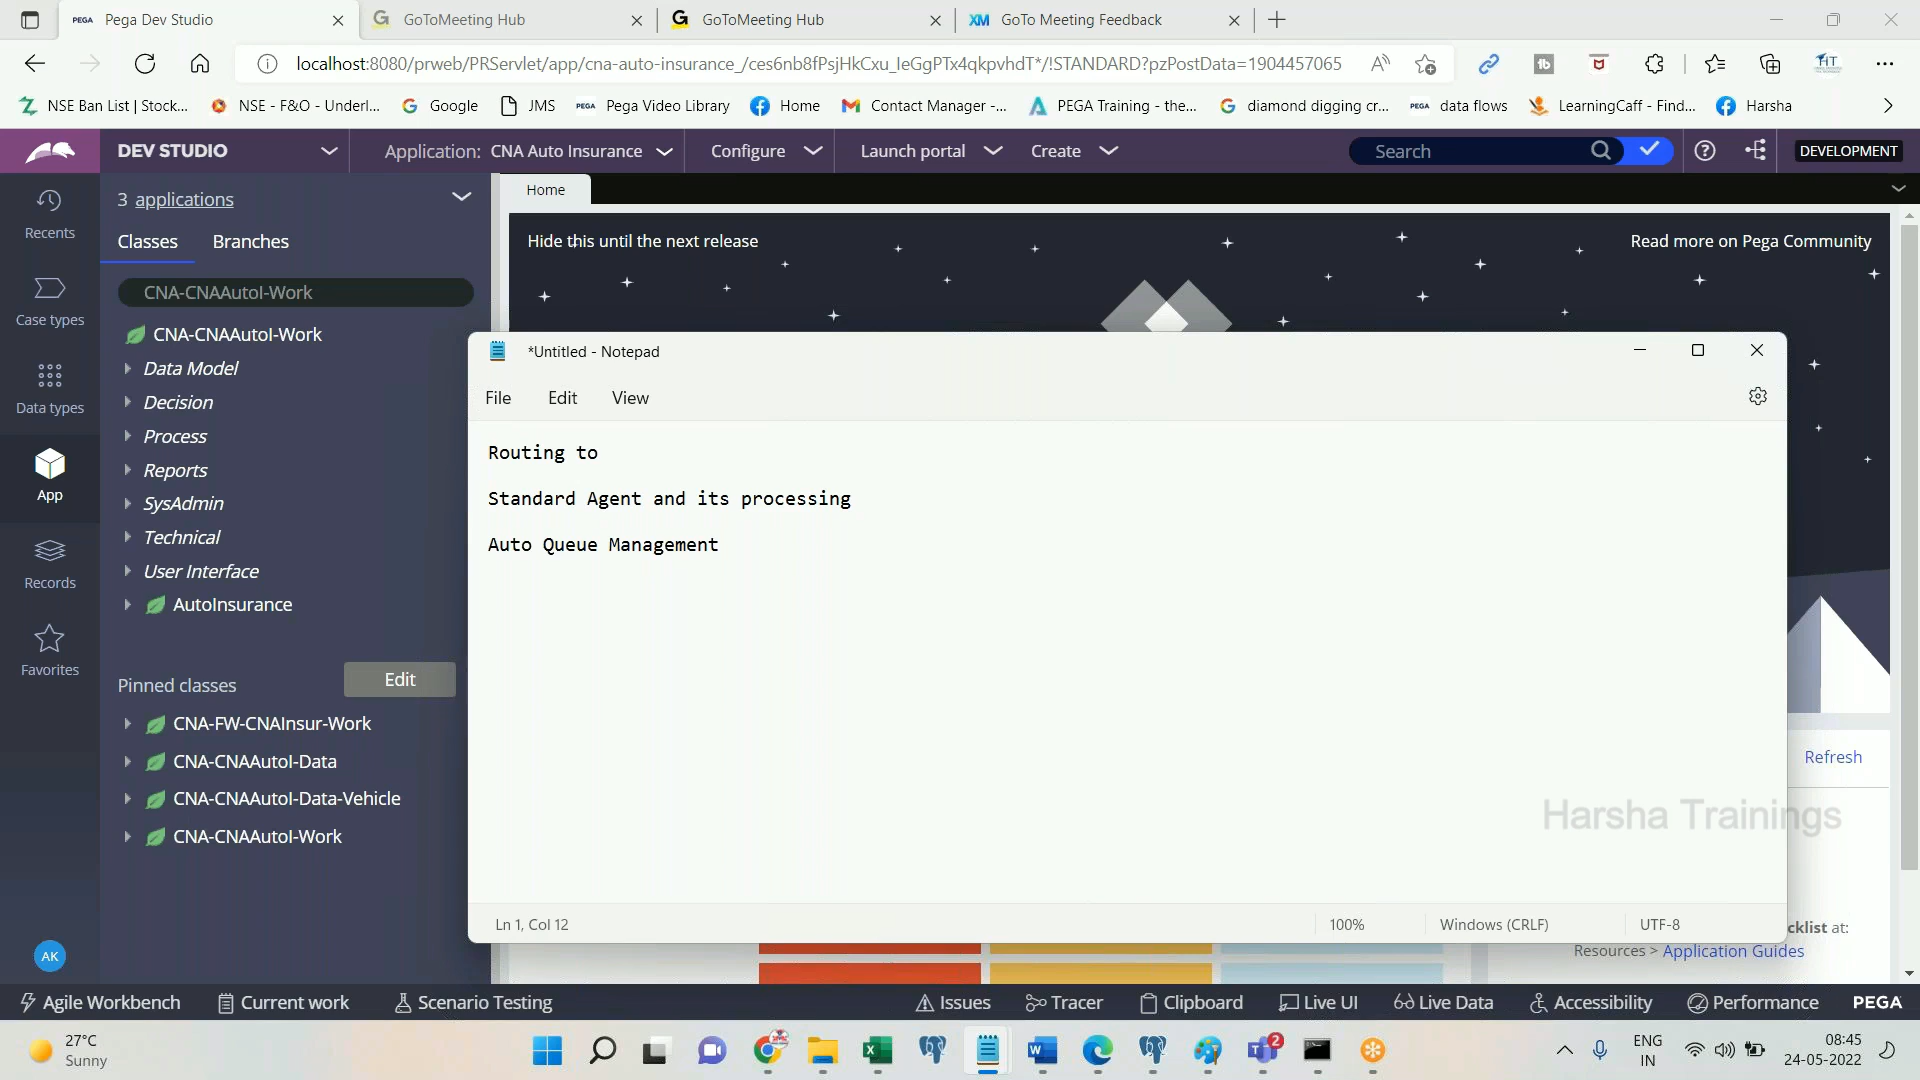 PEGA Pega Dev Studio
GoToMeeting Hub
GoToMeeting Hub
XM GoTo Meeting Feedback
localhost:8080/prweb/PRServlet/app/cna-auto-insurance_/ces6nb8fPsjHkCxu_IeGgPTx4qkpvhdT*/!STANDARD?pzPostData=1904457065
NSE Ban List | Stock...
NSE - F&O - Underl...
Google
JMS
PEGA Pega Video Library
Home
Contact Manager -...
PEGA Training - the...
diamond digging cr...
PEGA data flows
LearningCaff - Find...
Harsha
DEV STUDIO
Application: CNA Auto Insurance
Configure
Launch portal
Create
Search
DEVELOPMENT
Recents
Case types
Data types
App
Records
Favorites
AK
3 applications
Classes Branches
CNA-CNAAutoI-Work
CNA-CNAAutoI-Work
Data Model
Decision
Process
Reports
SysAdmin
Technical
User Interface
AutoInsurance
Pinned classes Edit
CNA-FW-CNAInsur-Work
CNA-CNAAutoI-Data
CNA-CNAAutoI-Data-Vehicle
CNA-CNAAutoI-Work
Home
Hide this until the next release
Read more on Pega Community
*Untitled - Notepad
File Edit View
Routing to
Standard Agent and its processing
Auto Queue Management
Ln 1, Col 12
100%
Windows (CRLF)
UTF-8
Refresh
Harsha Trainings
cklist at:
Resources > Application Guides
Agile Workbench
Current work
Scenario Testing
Issues
Tracer
Clipboard
Live UI
Live Data
Accessibility
Performance
PEGA
27°C
Sunny
2
ENG
IN
08:45
24-05-2022